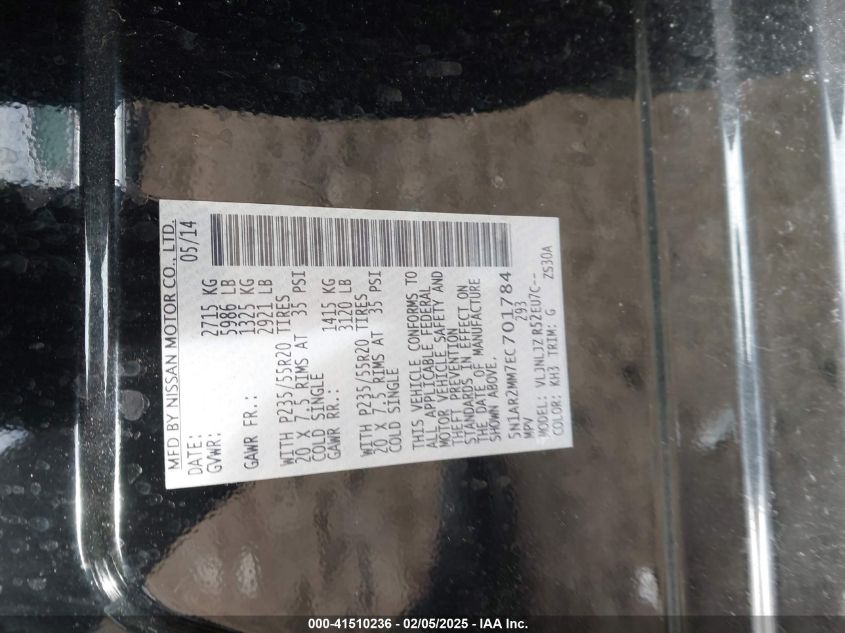 MFD BY NISSAN MOTOR CO., LTD.
DATE: 05/14
GVWR: 2715 KG
5986 LB
GAWR FR.: 1325 KG
2921 LB
WITH P235/55R20 TIRES
20 X 7.5 RIMS AT 35 PSI
COLD SINGLE
GAWR RR.: 1415 KG
3120 LB
WITH P235/55R20 TIRES
20 X 7.5 RIMS AT 35 PSI
COLD SINGLE
THIS VEHICLE CONFORMS TO
ALL APPLICABLE FEDERAL
MOTOR VEHICLE SAFETY AND
THEFT PREVENTION
STANDARDS IN EFFECT ON
THE DATE OF MANUFACTURE
SHOWN ABOVE.
5N1AR2MM7EC701784
MPV 293
MODEL: VLJNLJZR52EU7C--
COLOR: KH3 TRIM: G ZS30A
000-41510236 - 02/05/2025 - IAA Inc.